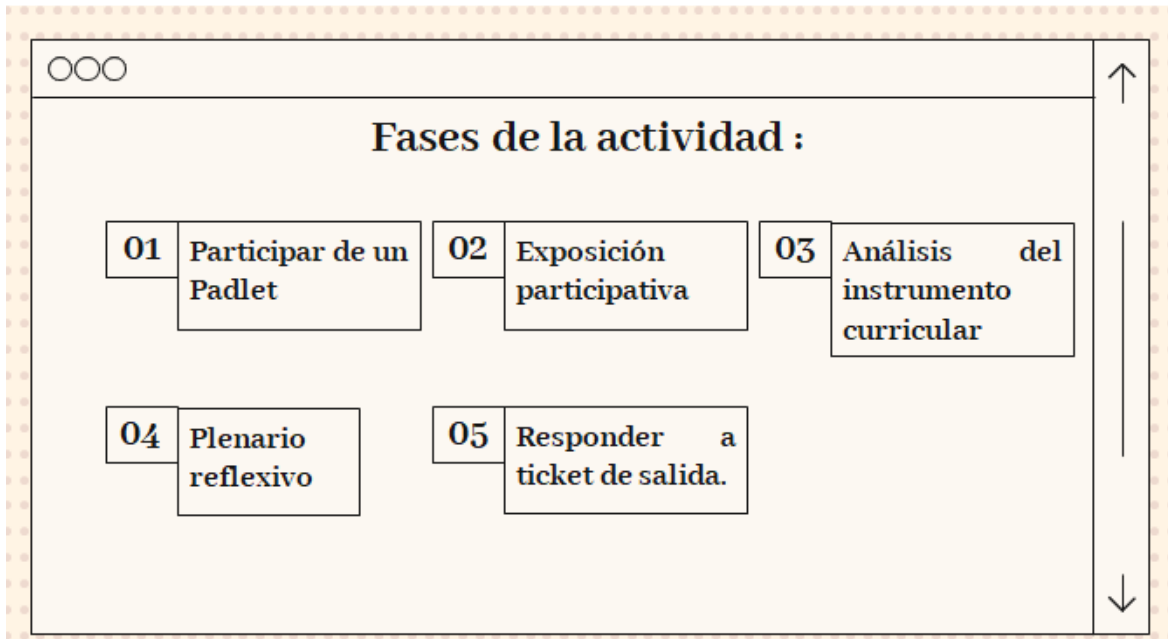 Fases de la actividad :
01 Participar de un
Padlet
02 Exposición
participativa
03 Análisis del
instrumento
curricular
04 Plenario
reflexivo
05 Responder a
ticket de salida.